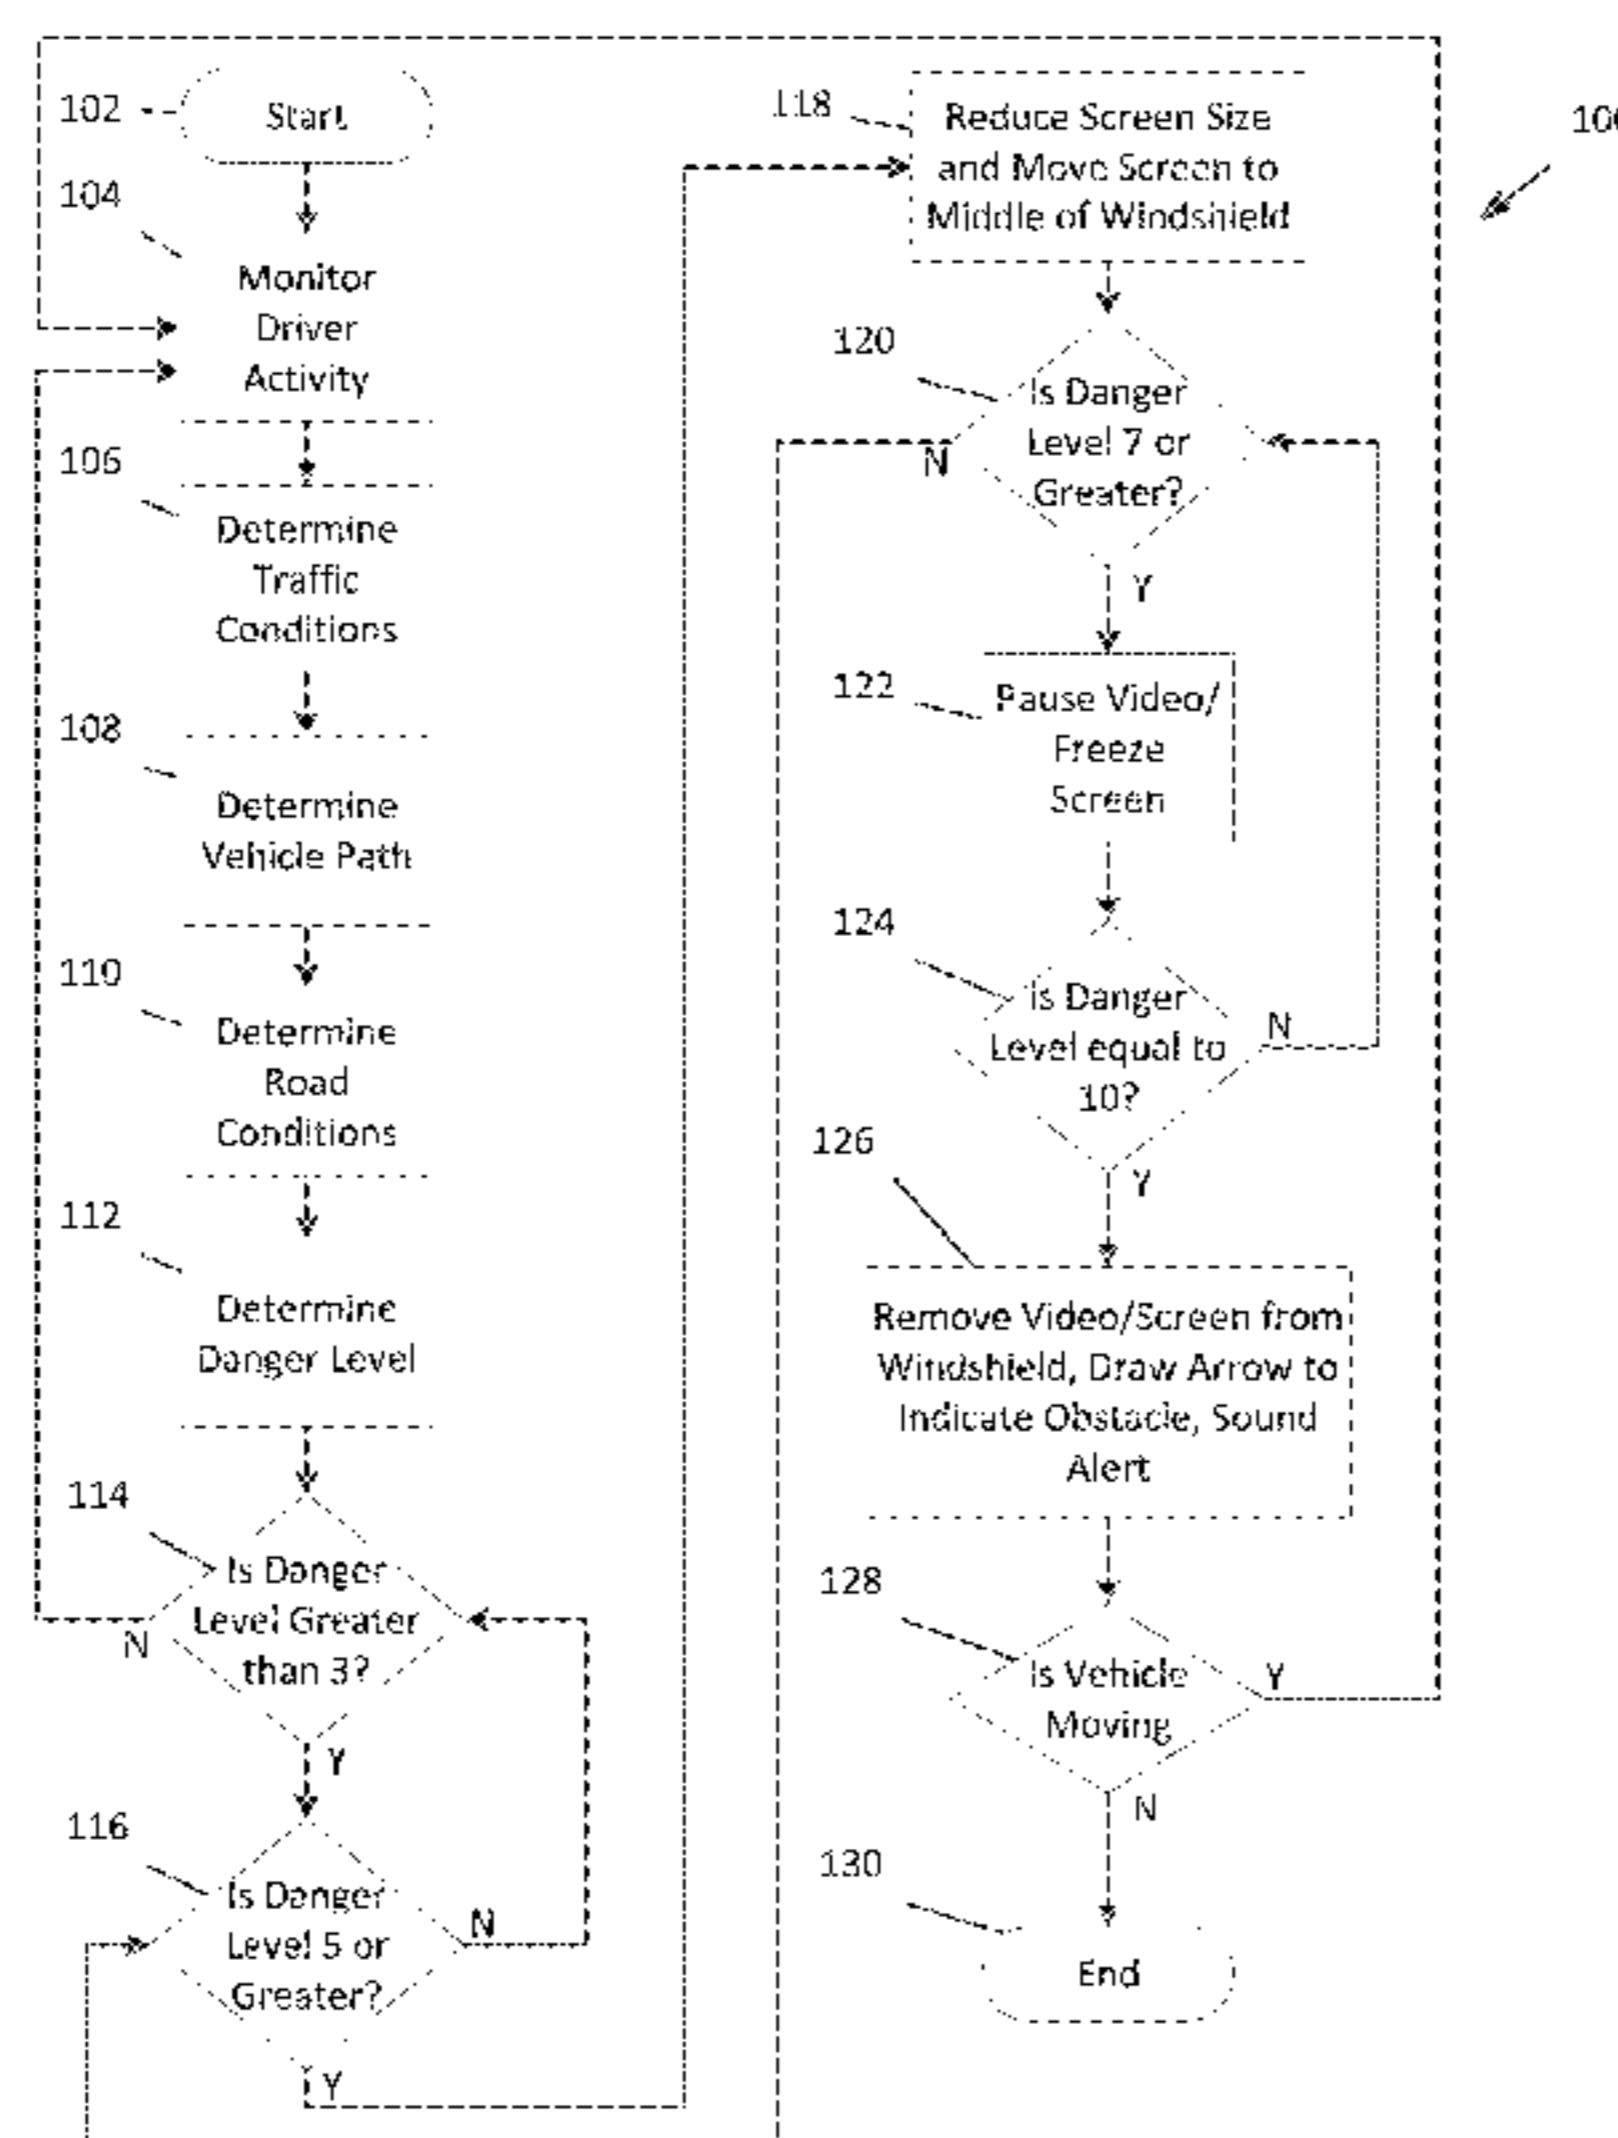 102
Start
104
Monitor
Driver
Activity
106
Determine
Traffic
Conditions
108
Determine
Vehicle Path
110
Determine
Road
Conditions
112
Determine
Danger Level
114
Is Danger
Level Greater
than 3?
N
Y
116
Is Danger
Level 5 or
Greater?
N
Y
118
Reduce Screen Size
and Move Screen to
Middle of Windshield
120
Is Danger
Level 7 or
Greater?
N
Y
122
Pause Video/
Freeze
Screen
124
Is Danger
Level equal to
10?
N
Y
126
Remove Video/Screen from
Windshield, Draw Arrow to
Indicate Obstacle, Sound
Alert
128
Is Vehicle
Moving
Y
N
130
End